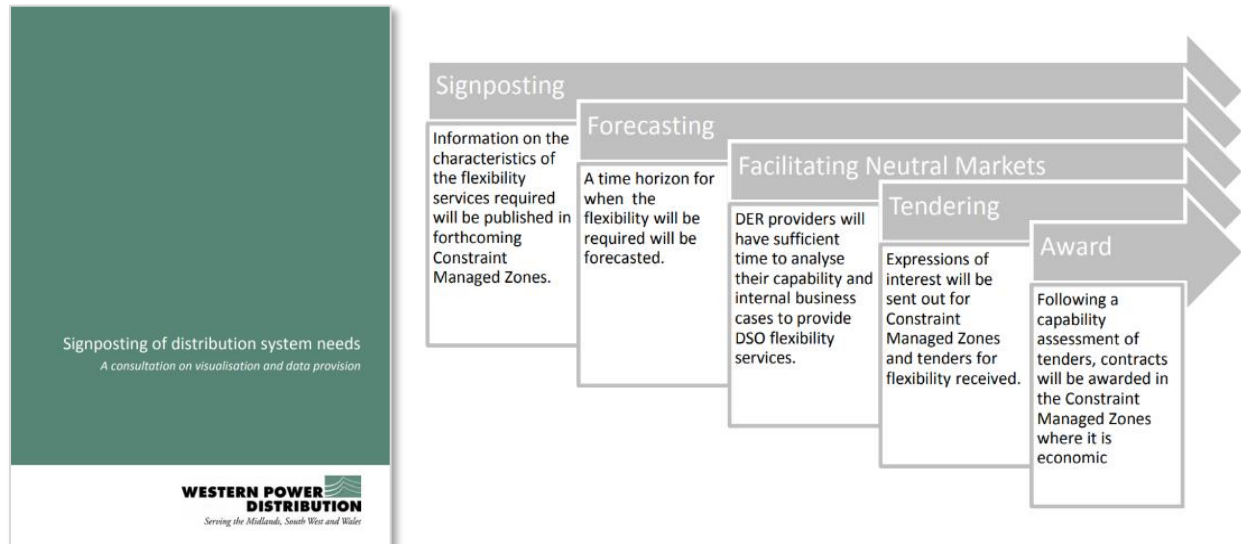 Signposting of distribution system needs
A consultation on visualisation and data provision
WESTERN POWER
DISTRIBUTION
Serving the Midlands, South West and Wales
Signposting
Information on the
characteristics of
the flexibility
services required
will be published in
forthcoming
Constraint
Managed Zones.
Forecasting
A time horizon for
when the
flexibility will be
required will be
forecasted.
Facilitating Neutral Markets
DER providers will
have sufficient
time to analyse
their capability and
internal business
cases to provide
DSO flexibility
services.
Tendering
Expressions of
interest will be
sent out for
Constraint
Managed Zones
and tenders for
flexibility received.
Award
Following a
capability
assessment of
tenders, contracts
will be awarded in
the Constraint
Managed Zones
where it is
economic